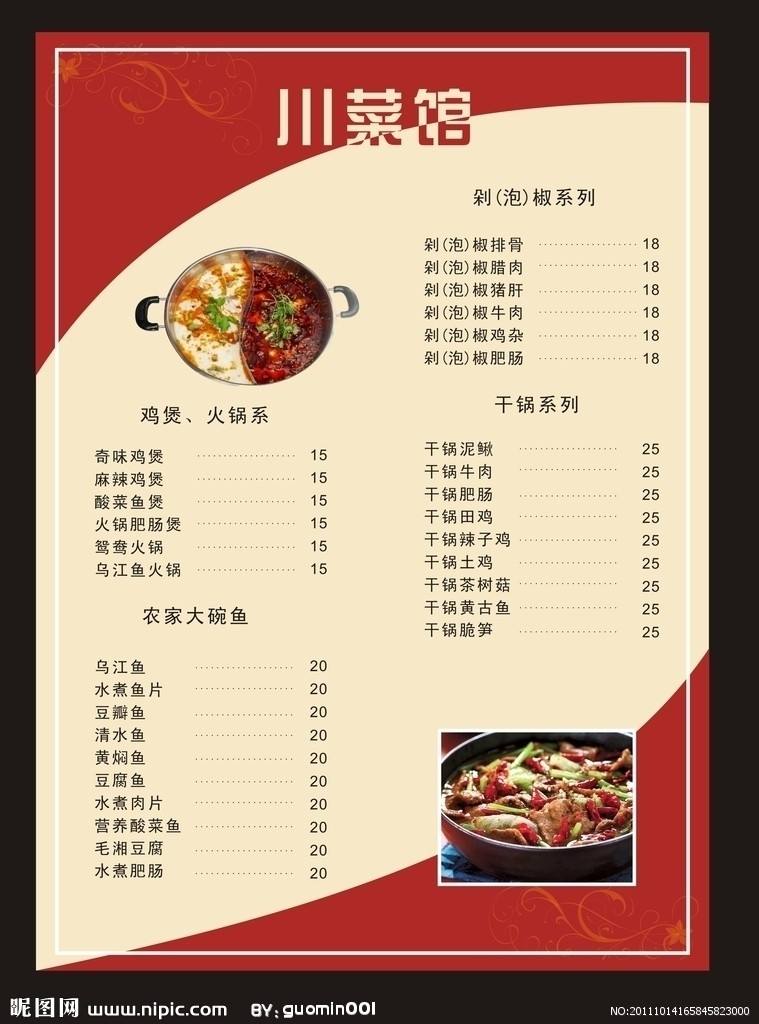 川菜馆
剁(泡)椒系列
剁(泡)椒排骨 ………………… 18
剁(泡)椒腊肉 ………………… 18
剁(泡)椒猪肝 ………………… 18
剁(泡)椒牛肉 ………………… 18
剁(泡)椒鸡杂 ………………… 18
剁(泡)椒肥肠 ………………… 18
鸡煲、火锅系
奇味鸡煲 ………………… 15
麻辣鸡煲 ………………… 15
酸菜鱼煲 ………………… 15
火锅肥肠煲 ………………… 15
鸳鸯火锅 ………………… 15
乌江鱼火锅 ………………… 15
干锅系列
干锅泥鳅 ………………… 25
干锅牛肉 ………………… 25
干锅肥肠 ………………… 25
干锅田鸡 ………………… 25
干锅辣子鸡 ………………… 25
干锅土鸡 ………………… 25
干锅茶树菇 ………………… 25
干锅黄古鱼 ………………… 25
干锅脆笋 ………………… 25
农家大碗鱼
乌江鱼 ………………… 20
水煮鱼片 ………………… 20
豆瓣鱼 ………………… 20
清水鱼 ………………… 20
黄焖鱼 ………………… 20
豆腐鱼 ………………… 20
水煮肉片 ………………… 20
营养酸菜鱼 ………………… 20
毛湘豆腐 ………………… 20
水煮肥肠 ………………… 20
昵图网 www.nipic.com BY:guomin001 NO:20111014165845823000